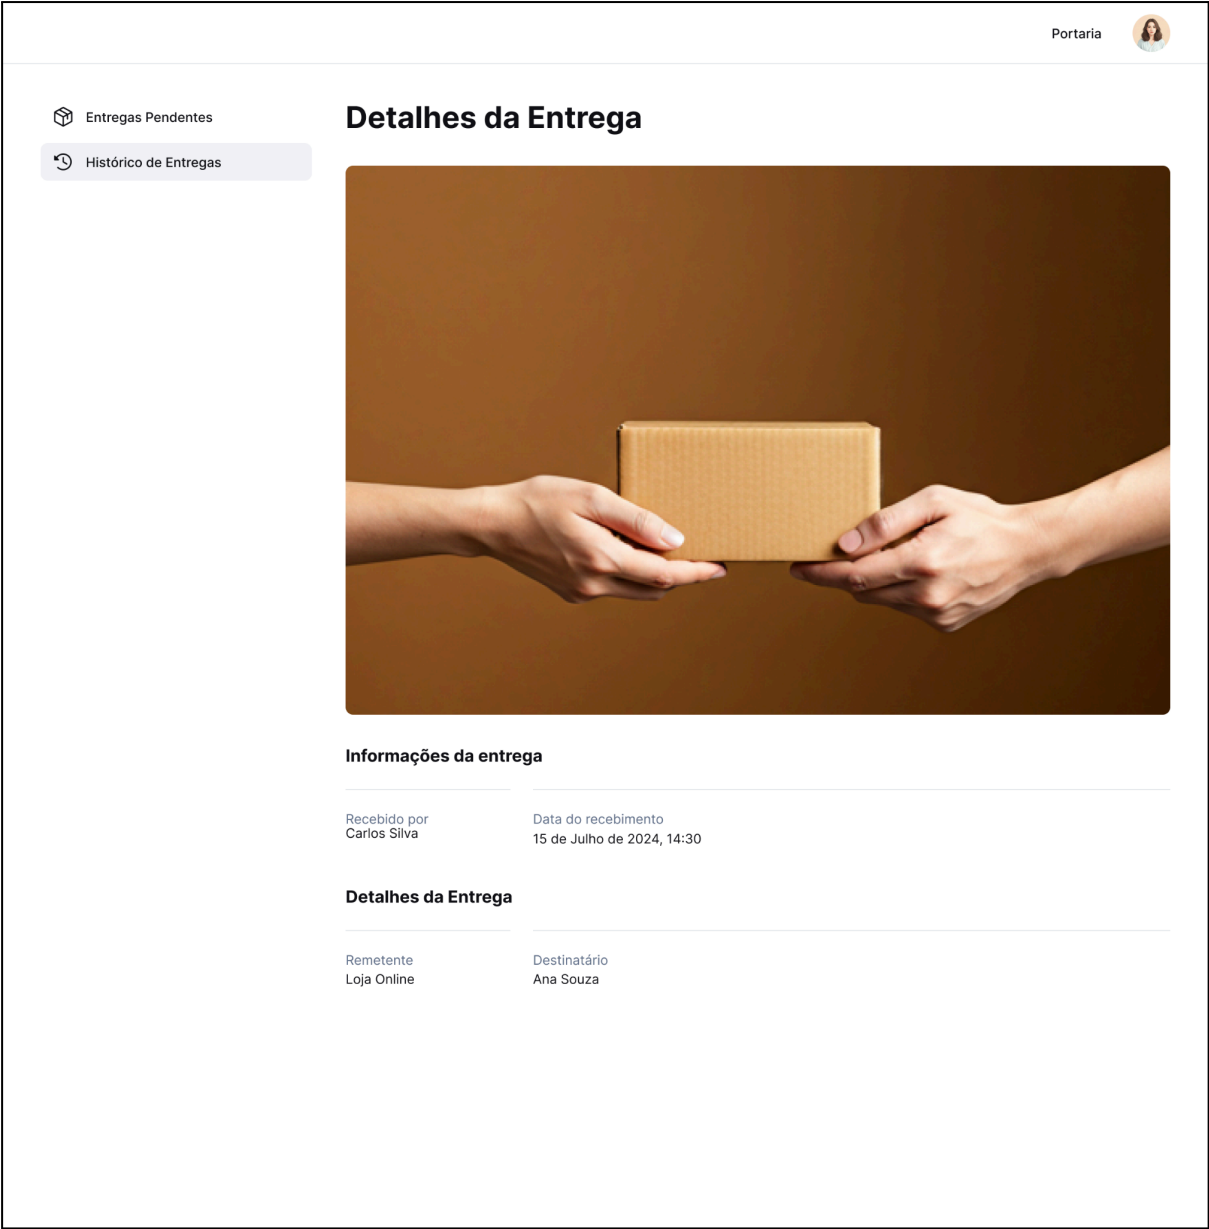 Portaria
Entregas Pendentes
Histórico de Entregas
Detalhes da Entrega
Informações da entrega
Recebido por
Carlos Silva
Data do recebimento
15 de Julho de 2024, 14:30
Detalhes da Entrega
Remetente
Loja Online
Destinatário
Ana Souza